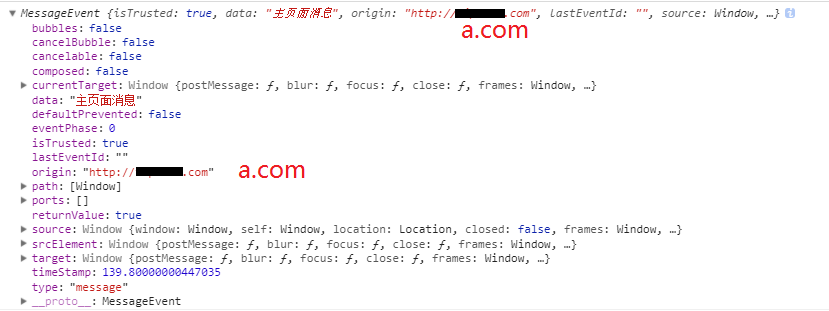 MessageEvent {isTrusted: true, data: "主页面消息", origin: "http://.com", lastEventId: "", source: Window, …}
a.com
bubbles: false
cancelBubble: false
cancelable: false
composed: false
currentTarget: Window {postMessage: ƒ, blur: ƒ, focus: ƒ, close: ƒ, frames: Window, …}
data: "主页面消息"
defaultPrevented: false
eventPhase: 0
isTrusted: true
lastEventId: ""
origin: "http://.com" a.com
path: [Window]
ports: []
returnValue: true
source: Window {window: Window, self: Window, location: Location, closed: false, frames: Window, …}
srcElement: Window {postMessage: ƒ, blur: ƒ, focus: ƒ, close: ƒ, frames: Window, …}
target: Window {postMessage: ƒ, blur: ƒ, focus: ƒ, close: ƒ, frames: Window, …}
timeStamp: 139.80000000447035
type: "message"
__proto__: MessageEvent